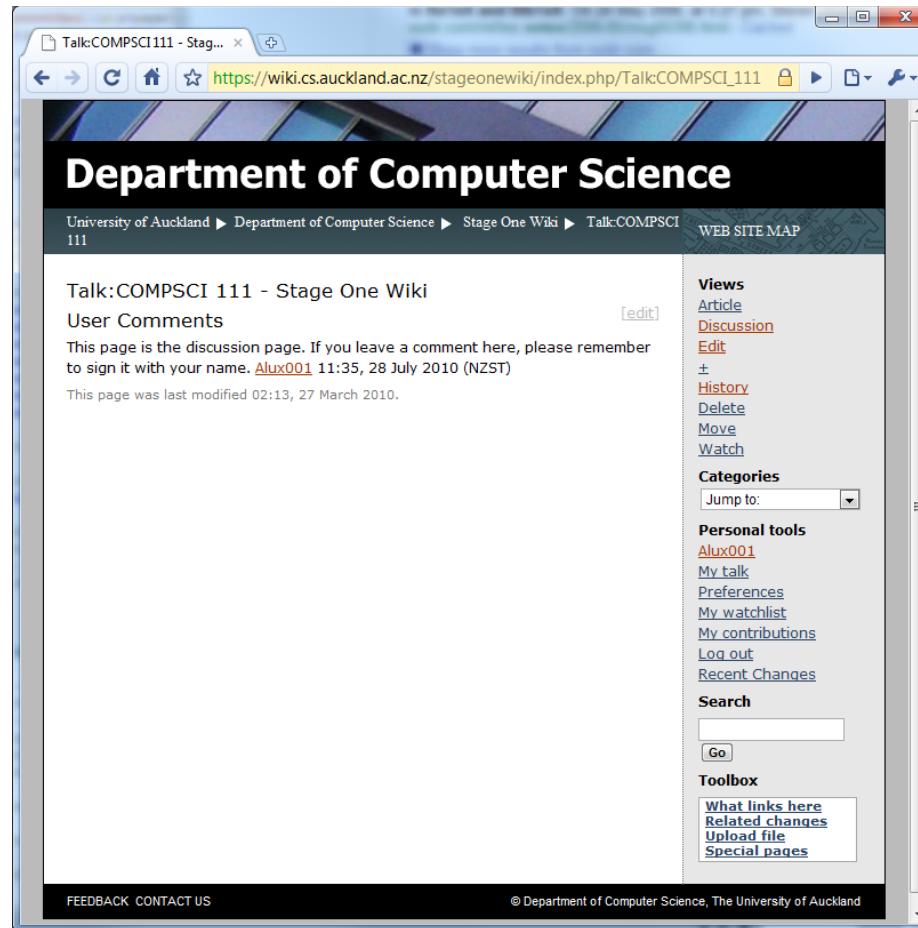 Talk:COMPSCI 111 - Stag...
https://wiki.cs.auckland.ac.nz/stageonewiki/index.php/Talk:COMPSCI_111
Department of Computer Science
University of Auckland ▶ Department of Computer Science ▶ Stage One Wiki ▶ Talk:COMPSCI
111
WEB SITE MAP
Talk:COMPSCI 111 - Stage One Wiki
User Comments
[edit]
This page is the discussion page. If you leave a comment here, please remember
to sign it with your name. Alux001 11:35, 28 July 2010 (NZST)
This page was last modified 02:13, 27 March 2010.
Views
Article
Discussion
Edit
+
History
Delete
Move
Watch
Categories
Jump to:
Personal tools
Alux001
My talk
Preferences
My watchlist
My contributions
Log out
Recent Changes
Search
Go
Toolbox
What links here
Related changes
Upload file
Special pages
FEEDBACK CONTACT US
© Department of Computer Science, The University of Auckland